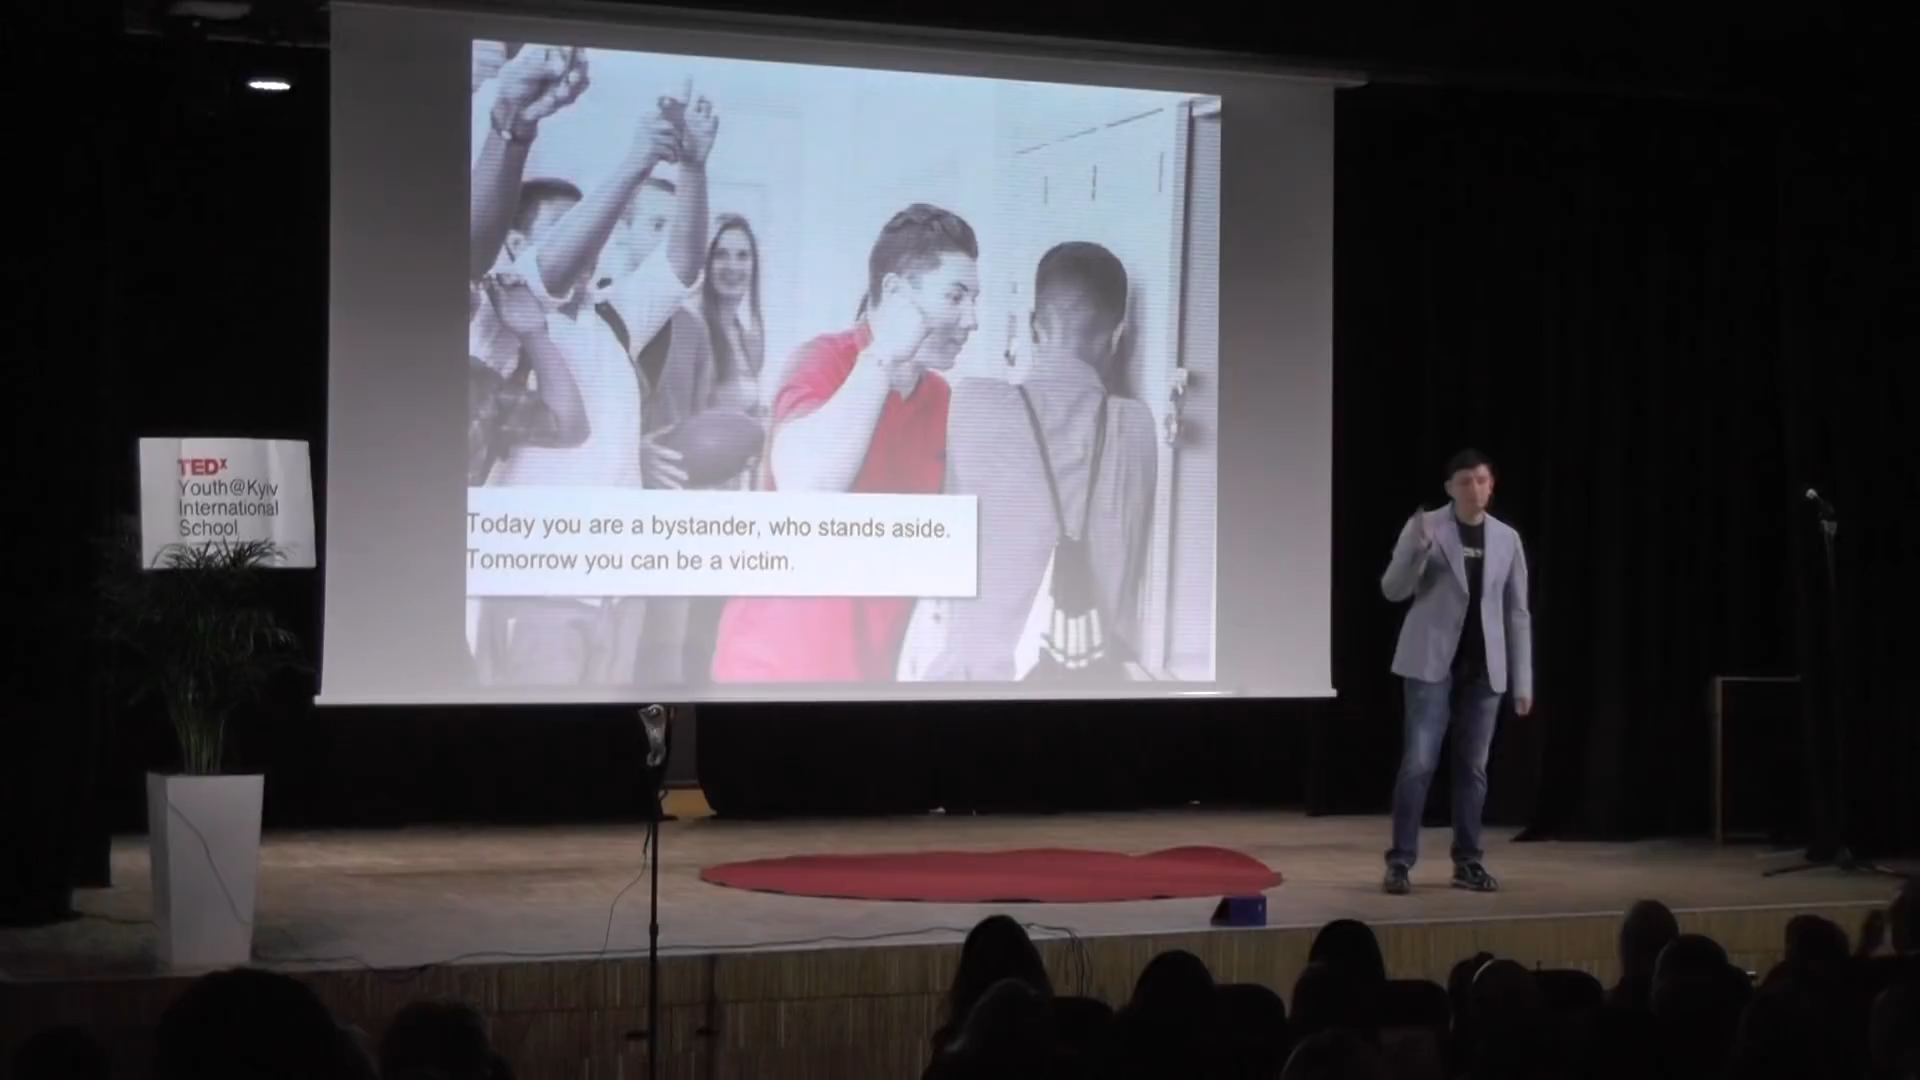 TEDx
Youth@Kyiv
International
School
Today you are a bystander, who stands aside.
Tomorrow you can be a victim.